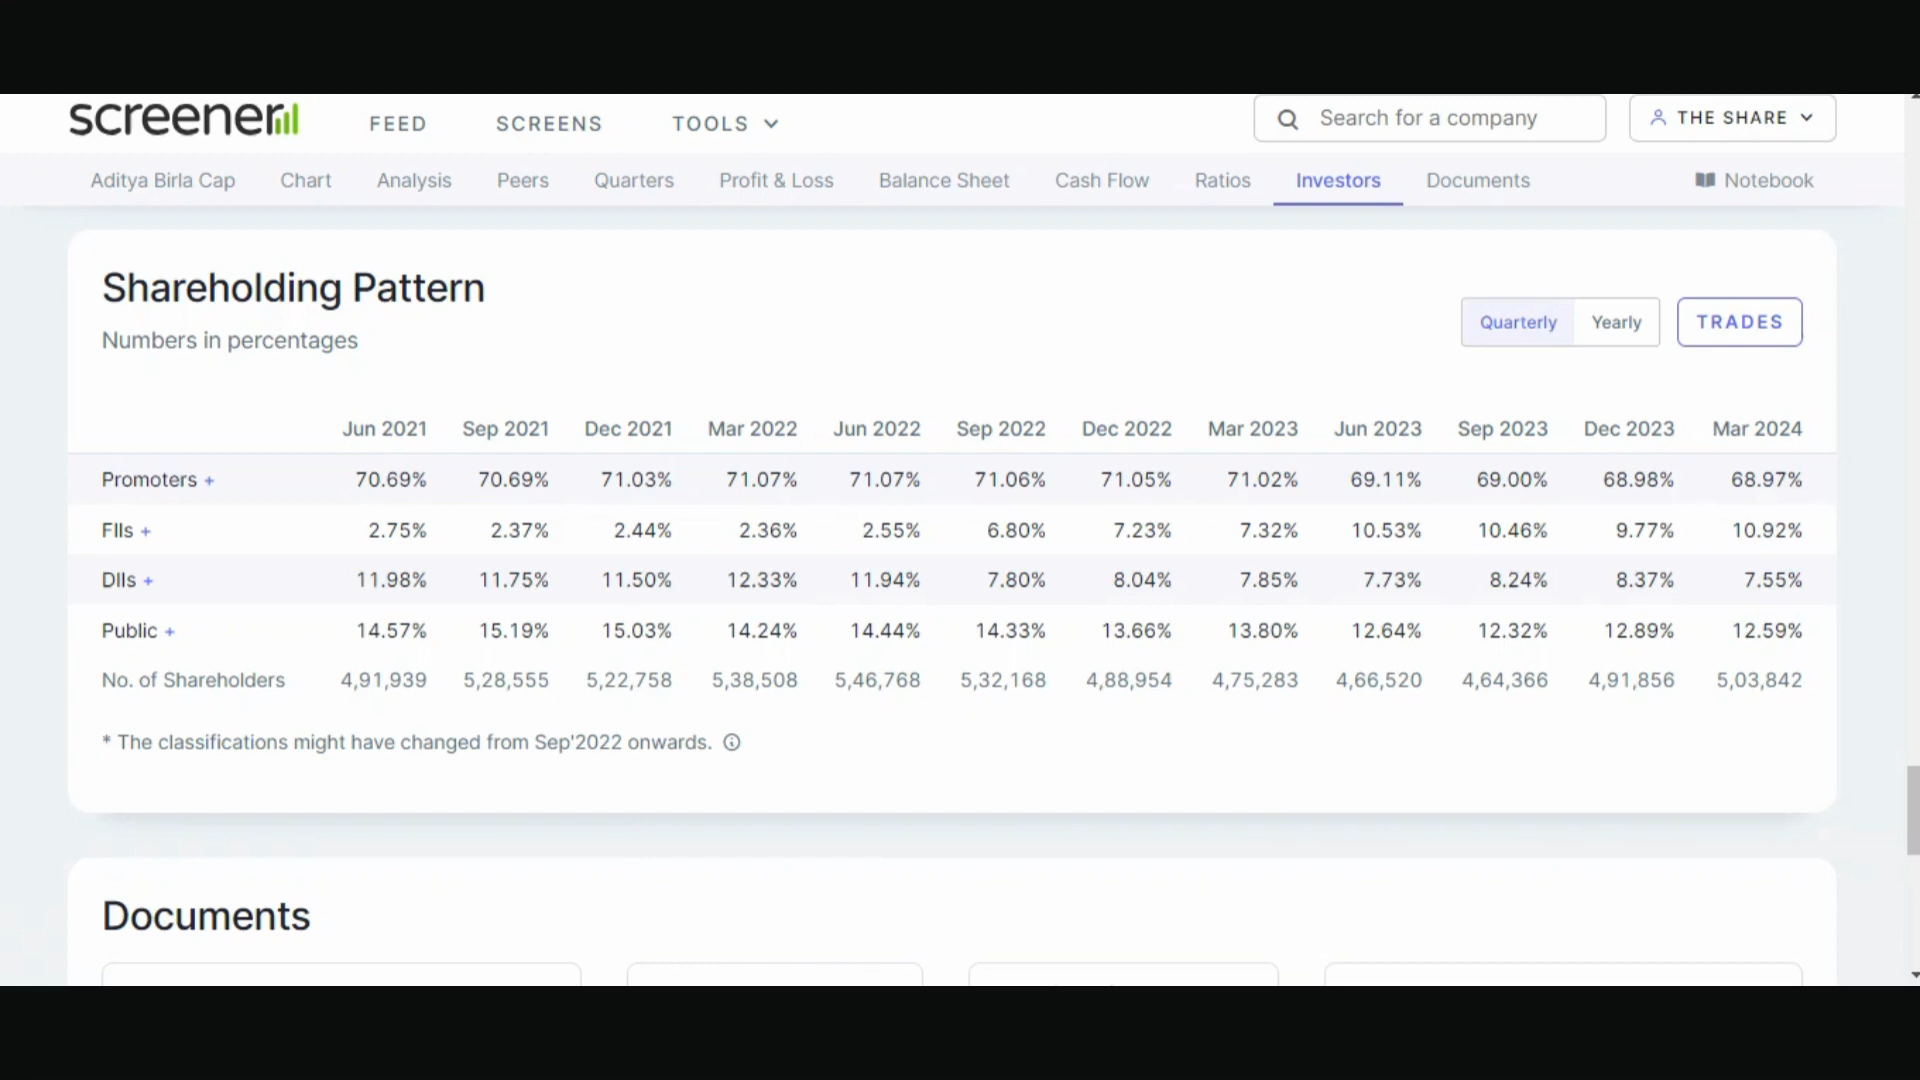 screener FEED SCREENS TOOLS Search for a company THE SHARE
Aditya Birla Cap Chart Analysis Peers Quarters Profit & Loss Balance Sheet Cash Flow Ratios Investors Documents Notebook
Shareholding Pattern
Numbers in percentages
Quarterly Yearly TRADES
Jun 2021 Sep 2021 Dec 2021 Mar 2022 Jun 2022 Sep 2022 Dec 2022 Mar 2023 Jun 2023 Sep 2023 Dec 2023 Mar 2024
Promoters + 70.69% 70.69% 71.03% 71.07% 71.07% 71.06% 71.05% 71.02% 69.11% 69.00% 68.98% 68.97%
FIIs + 2.75% 2.37% 2.44% 2.36% 2.55% 6.80% 7.23% 7.32% 10.53% 10.46% 9.77% 10.92%
DIIs + 11.98% 11.75% 11.50% 12.33% 11.94% 7.80% 8.04% 7.85% 7.73% 8.24% 8.37% 7.55%
Public + 14.57% 15.19% 15.03% 14.24% 14.44% 14.33% 13.66% 13.80% 12.64% 12.32% 12.89% 12.59%
No. of Shareholders 4,91,939 5,28,555 5,22,758 5,38,508 5,46,768 5,32,168 4,88,954 4,75,283 4,66,520 4,64,366 4,91,856 5,03,842
* The classifications might have changed from Sep'2022 onwards.
Documents